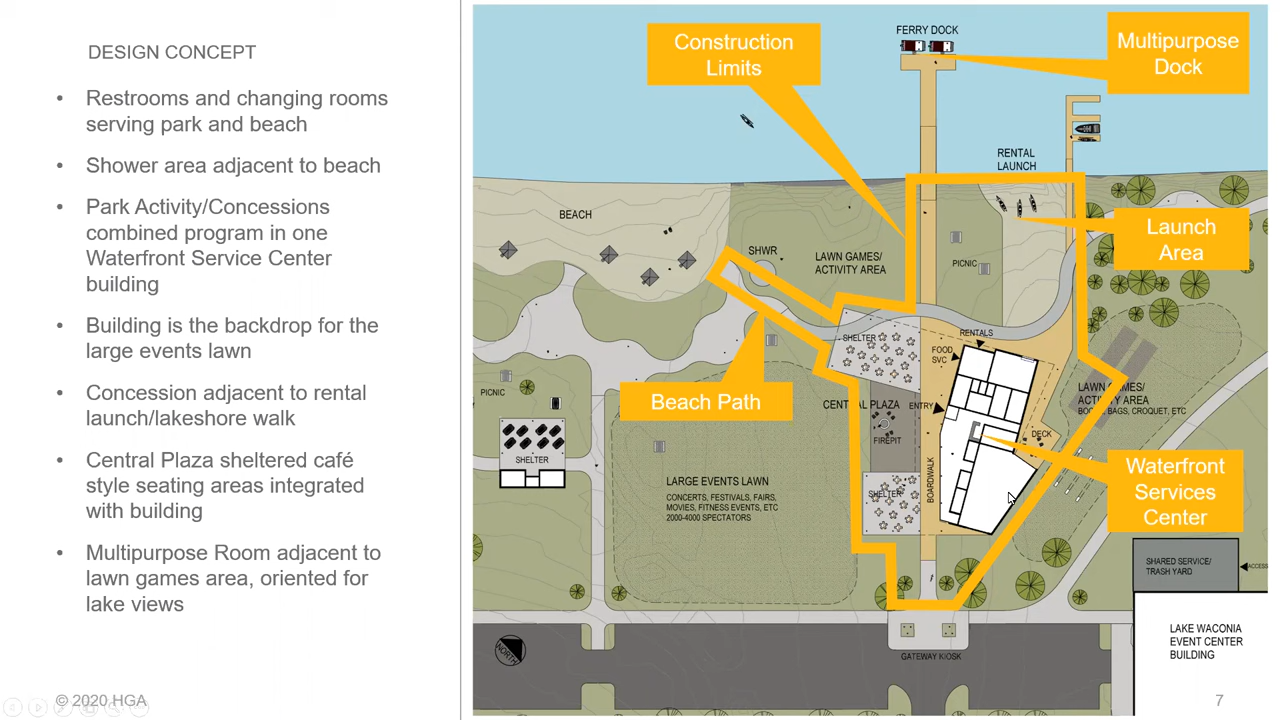 DESIGN CONCEPT
• Restrooms and changing rooms
serving park and beach
• Shower area adjacent to beach
• Park Activity/Concessions
combined program in one
Waterfront Service Center
building
• Building is the backdrop for the
large events lawn
• Concession adjacent to rental
launch/lakeshore walk
• Central Plaza sheltered café
style seating areas integrated
with building
• Multipurpose Room adjacent to
lawn games area, oriented for
lake views
© 2020 HGA
Construction
Limits
FERRY DOCK
Multipurpose
Dock
RENTAL
LAUNCH
BEACH
Launch
Area
SHWR
LAWN GAMES/
ACTIVITY AREA
PICNIC
RENTALS
SHELTER
FOOD
SVC
PICNIC
Beach Path
CENTRAL PLAZA
ENTRY
LAWN GAMES/
ACTIVITY AREA
BAGS, CROQUET, ETC
FIREPIT
DECK
SHELTER
LARGE EVENTS LAWN
CONCERTS, FESTIVALS, FAIRS,
MOVIES, FITNESS EVENTS, ETC
2000-4000 SPECTATORS
SHELTER
BOARDWALK
Waterfront
Services
Center
SHARED SERVICE/
TRASH YARD
ACCESS
LAKE WACONIA
EVENT CENTER
BUILDING
NORTH
GATEWAY KIOSK
7